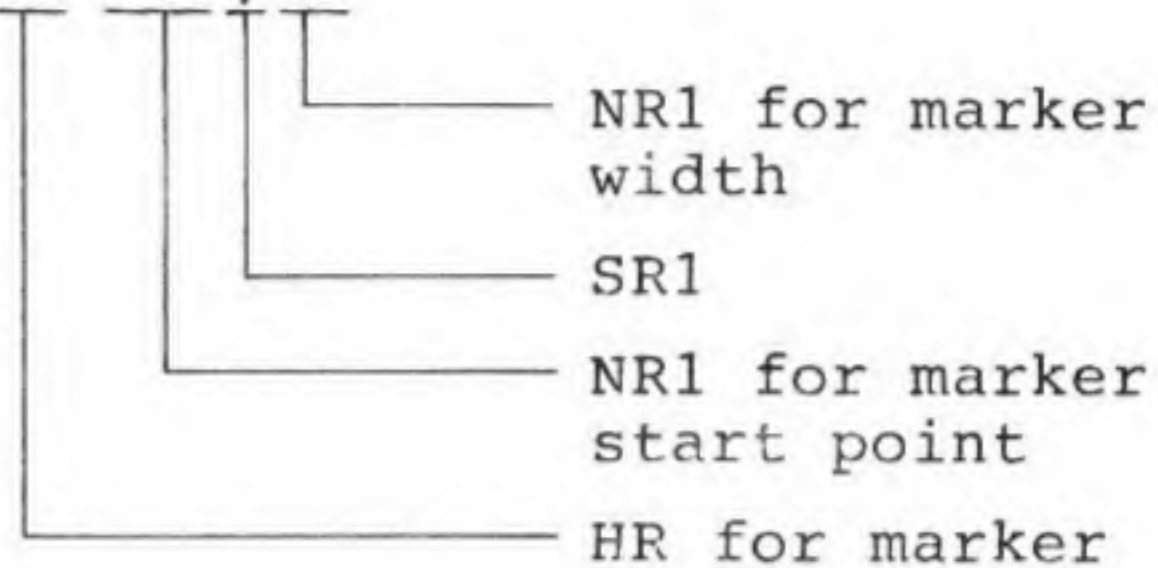 NR1 for marker
width
SR1
NR1 for marker
start point
HR for marker